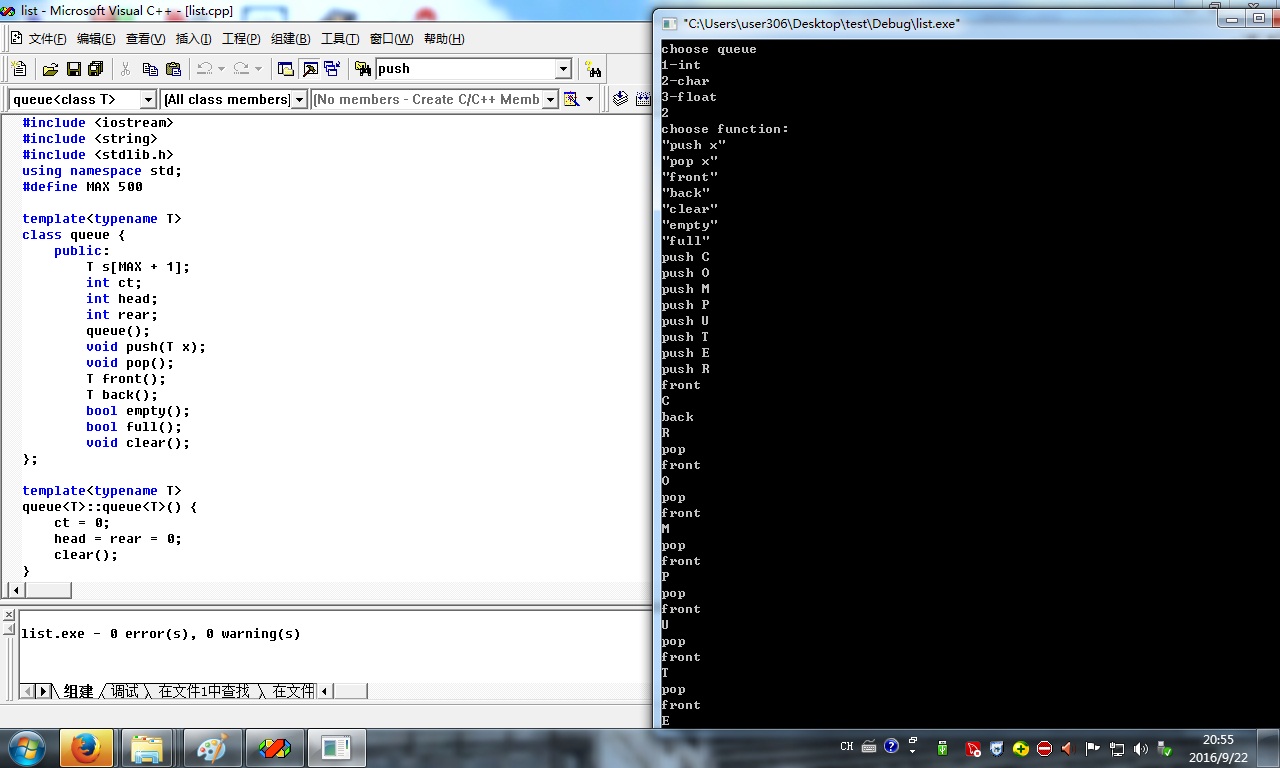 list - Microsoft Visual C++ - [list.cpp]
文件(F) 编辑(E) 查看(V) 插入(I) 工程(P) 组建(B) 工具(T) 窗口(W) 帮助(H)
push
queue<class T> [All class members] [No members - Create C/C++ Memb
#include <iostream>
#include <string>
#include <stdlib.h>
using namespace std;
#define MAX 500
template<typename T>
class queue {
public:
T s[MAX + 1];
int ct;
int head;
int rear;
queue();
void push(T x);
void pop();
T front();
T back();
bool empty();
bool full();
void clear();
};
template<typename T>
queue<T>::queue<T>() {
ct = 0;
head = rear = 0;
clear();
}
list.exe - 0 error(s), 0 warning(s)
组建 调试 在文件1中查找 在文件
"C:\Users\user306\Desktop\test\Debug\list.exe"
choose queue
1-int
2-char
3-float
2
choose function:
"push x"
"pop x"
"front"
"back"
"clear"
"empty"
"full"
push C
push O
push M
push P
push U
push T
push E
push R
front
C
back
R
pop
front
O
pop
front
M
pop
front
P
pop
front
U
pop
front
T
pop
front
E
CH
20:55
2016/9/22